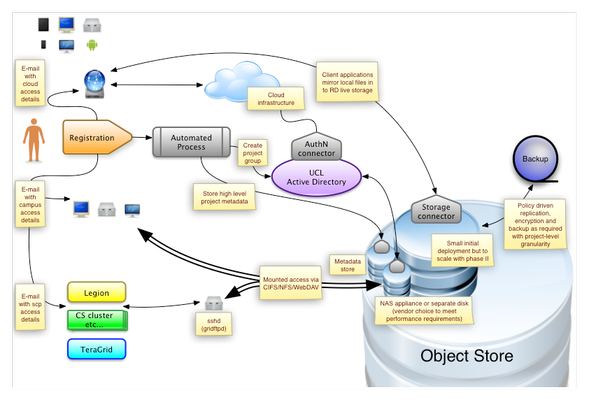 E-mail
with
cloud
access
details
Client applications
mirror local files in
to RD live storage
Cloud
infrastructure
Registration
Automated
Process
Create
project
group
AuthN
connector
UCL
Active Directory
Backup
E-mail
with
campus
access
details
Store high level
project metadata
Storage
connector
Policy driven
replication,
encryption and
backup as required
with project-level
granularity
Small initial
deployment but to
scale with phase II
Metadata
store
Mounted access via
CIFS/NFS/WebDAV
E-mail
with scp
access
details
Legion
CS cluster
etc...
TeraGrid
sshd
(gridftpd)
NAS appliance or separate disk
(vendor choice to meet
performance requirements)
Object Store